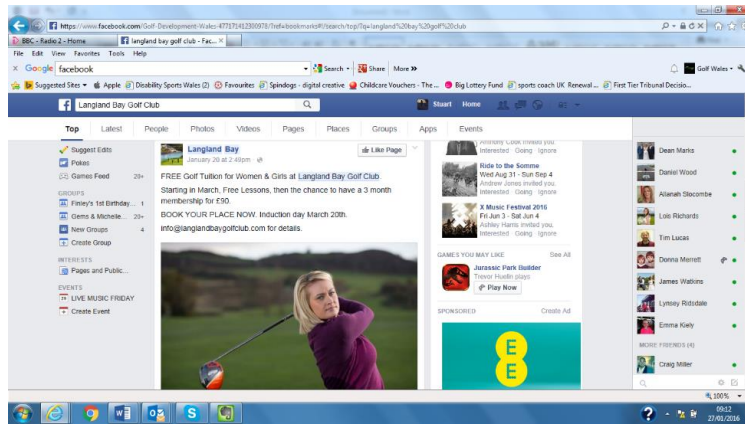 https://www.facebook.com/Golf-Development-Wales-477171412300978/?ref=bookmarks#!/search/top/?q=langland%20bay%20golf%20club
BBC - Radio 2 - Home
langland bay golf club - Fac...
File Edit View Favorites Tools Help
Google facebook
Search
Share More »
Golf Wales
Suggested Sites
Apple
Disability Sports Wales (2)
Favourites
Spindogs - digital creative
Childcare Vouchers - The ...
Big Lottery Fund
sports coach UK Renewal ...
First Tier Tribunal Decisio...
Langland Bay Golf Club
Stuart Home
Top Latest People Photos Videos Pages Places Groups Apps Events
Suggest Edits
Pokes
Games Feed 20+
GROUPS
Finley's 1st Birthday... 1
Gems & Michelle... 20+
New Groups 4
Create Group
INTERESTS
Pages and Public...
EVENTS
LIVE MUSIC FRIDAY
Create Event
Langland Bay
January 20 at 2:49pm
Like Page
FREE Golf Tuition for Women & Girls at Langland Bay Golf Club
Starting in March, Free Lessons, then the chance to have a 3 month
membership for £90.
BOOK YOUR PLACE NOW. Induction day March 20th.
info@langlandbaygolfclub.com for details.
Anthony Cook invited you.
Interested · Going · Ignore
Ride to the Somme
Wed Aug 31 - Sun Sep 4
Andrew Jones invited you.
Interested · Going · Ignore
X Music Festival 2016
Fri Jun 3 - Sat Jun 4
Ashley Harris invited you.
Interested · Going · Ignore
GAMES YOU MAY LIKE See All
Jurassic Park Builder
Trevor Huelin plays
Play Now
SPONSORED Create Ad
EE
Dean Marks
Daniel Wood
Alianah Slocombe
Lois Richards
Tim Lucas
Donna Merrett
James Watkins
Lynsey Ridsdale
Emma Kiely
MORE FRIENDS (4)
Craig Miller
100%
09:12
27/01/2016